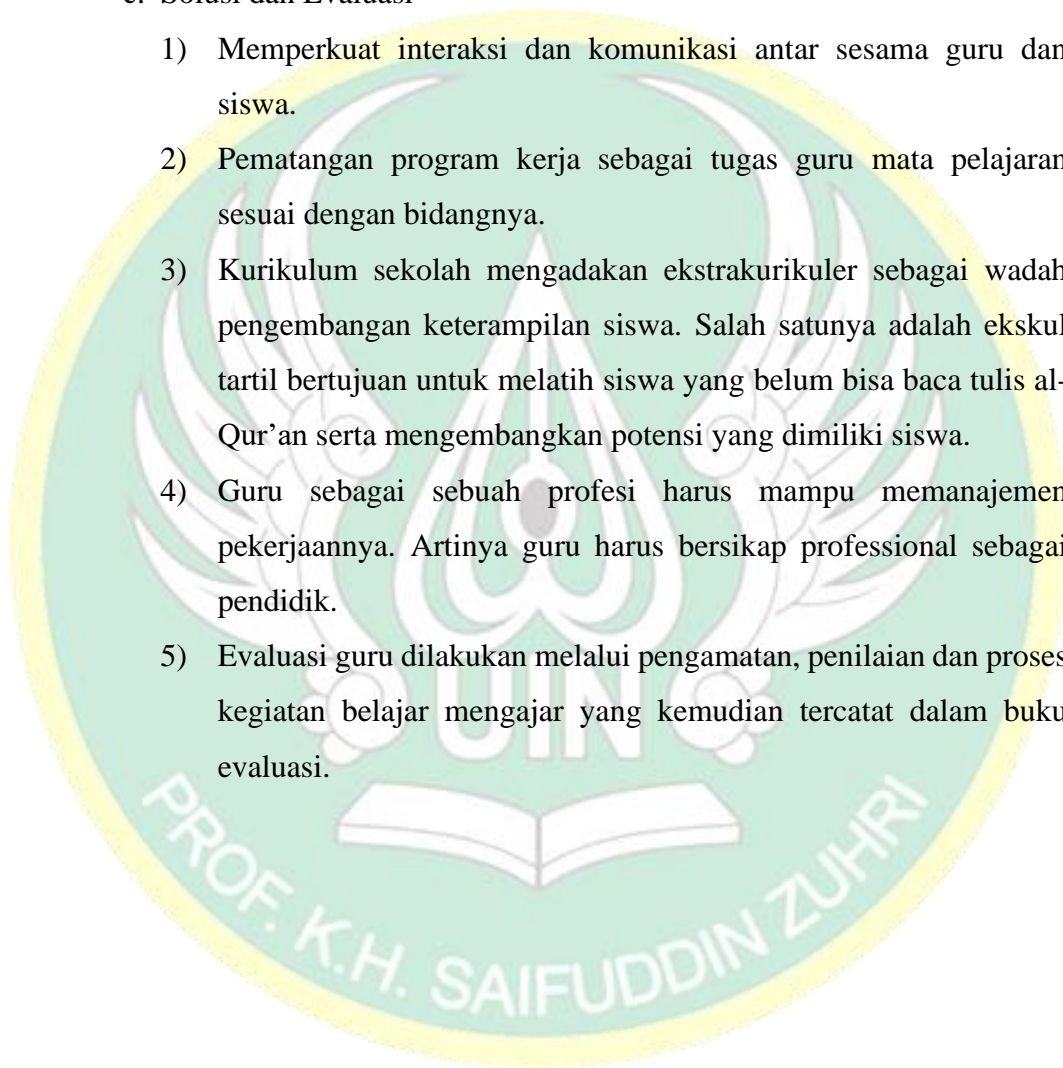 c. Solusi dan Evaluasi
1) Memperkuat interaksi dan komunikasi antar sesama guru dan
siswa.
2) Pematangan program kerja sebagai tugas guru mata pelajaran
sesuai dengan bidangnya.
3) Kurikulum sekolah mengadakan ekstrakurikuler sebagai wadah
pengembangan keterampilan siswa. Salah satunya adalah ekskul
tartil bertujuan untuk melatih siswa yang belum bisa baca tulis al-
Qur’an serta mengembangkan potensi yang dimiliki siswa.
4) Guru sebagai sebuah profesi harus mampu memanajemen
pekerjaannya. Artinya guru harus bersikap professional sebagai
pendidik.
5) Evaluasi guru dilakukan melalui pengamatan, penilaian dan proses
kegiatan belajar mengajar yang kemudian tercatat dalam buku
evaluasi.
UIN
PROF. K.H. SAIFUDDIN ZUHRI